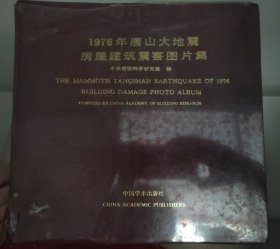 1976年唐山大地震
房屋建筑震害图片集
中国建筑科学研究院 编
THE MAMMOTH TANGSHAN EARTHQUAKE OF 1976
BUILDING DAMAGE PHOTO ALBUM
COMPILED BY CHINA ACADEMY OF BUILDING RESEARCH
中国学术出版社
CHINA ACADEMIC PUBLISHERS